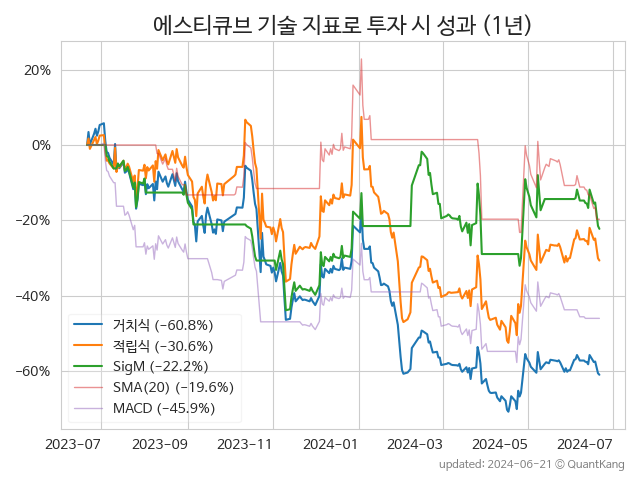 에스티큐브 기술 지표로 투자 시 성과 (1년)
20%
0%
−20%
−40%
−60%
거치식 (−60.8%)
적립식 (−30.6%)
SigM (−22.2%)
SMA(20) (−19.6%)
MACD (−45.9%)
2023−07 2023−09 2023−11 2024−01 2024−03 2024−05 2024−07
updated: 2024−06−21 © QuantKang